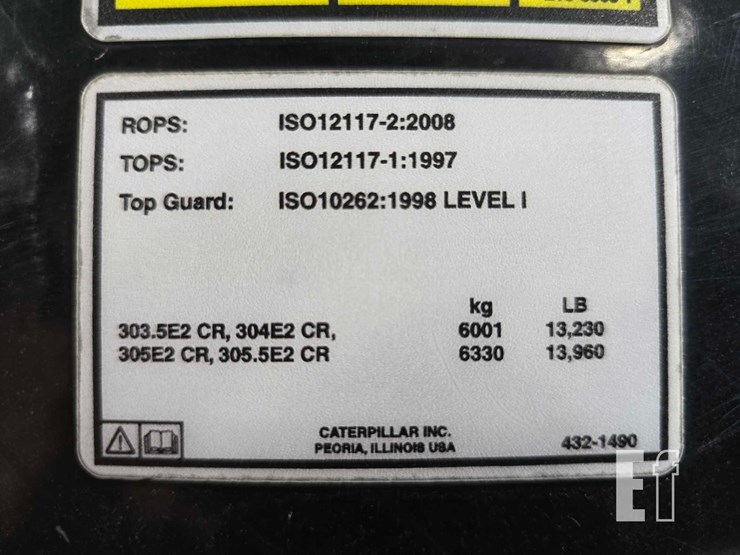 ROPS: ISO12117-2:2008
TOPS: ISO12117-1:1997
Top Guard: ISO10262:1998 LEVEL I
kg LB
303.5E2 CR, 304E2 CR, 6001 13,230
305E2 CR, 305.5E2 CR 6330 13,960
CATERPILLAR INC.
PEORIA, ILLINOIS USA
432-1490
Ef